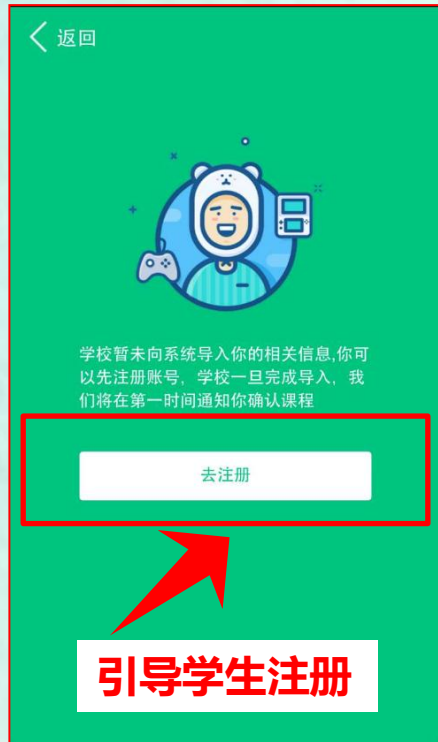 返回
学校暂未向系统导入你的相关信息,你可
以先注册账号，学校一旦完成导入，我
们将在第一时间通知你确认课程
去注册
引导学生注册